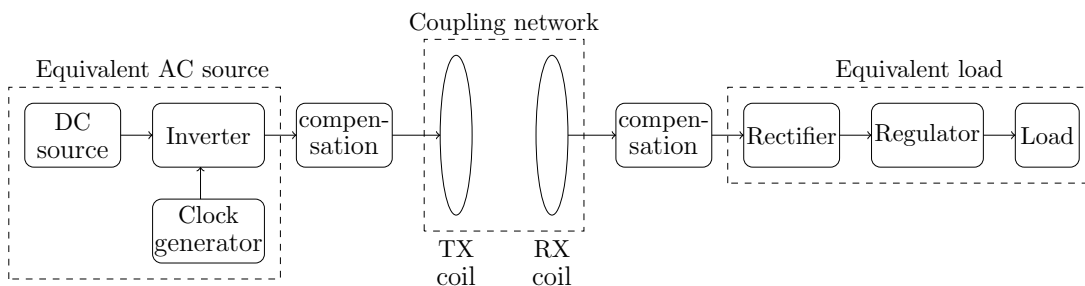 Coupling network
Equivalent AC source
Equivalent load
DC
source
Inverter
compen-
sation
compen-
sation
Rectifier
Regulator
Load
Clock
generator
TX
coil
RX
coil